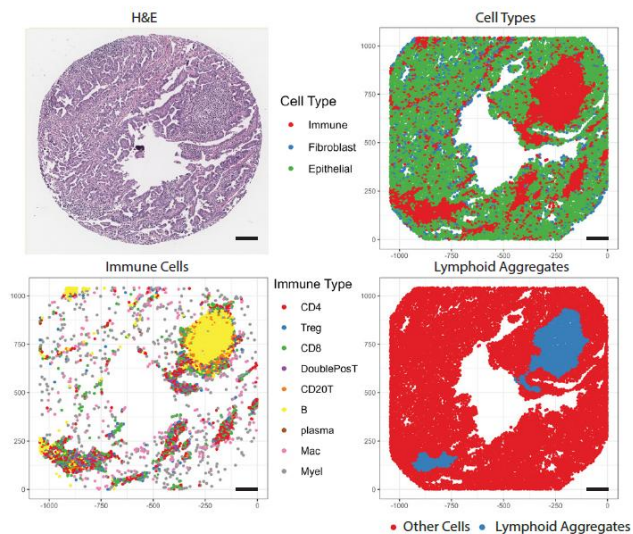 H&E
Cell Types
Cell Type
Immune
Fibroblast
Epithelial
1000
750
500
250
0
-1000 -750 -500 -250 0
Immune Cells
Immune Type
CD4
Treg
CD8
DoublePosT
CD20T
B
plasma
Mac
Myel
1000
750
500
250
0
-1000 -750 -500 -250 0
Lymphoid Aggregates
1000
750
500
250
0
-1000 -750 -500 -250 0
Other Cells Lymphoid Aggregates